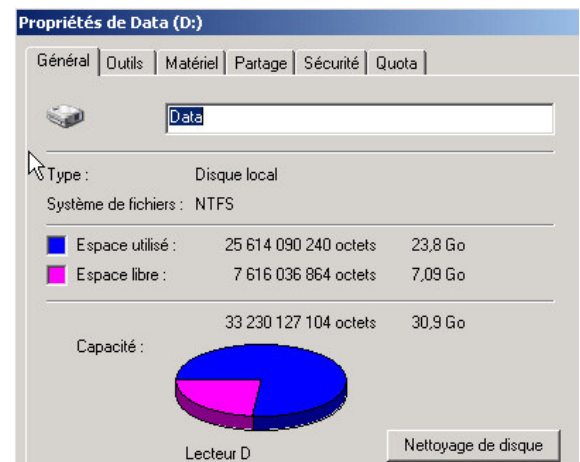 Propriétés de Data (D:)
Général Outils Matériel Partage Sécurité Quota
Data
Type : Disque local
Système de fichiers : NTFS
Espace utilisé : 25 614 090 240 octets 23,8 Go
Espace libre : 7 616 036 864 octets 7,09 Go
33 230 127 104 octets 30,9 Go
Capacité :
Lecteur D
Nettoyage de disque